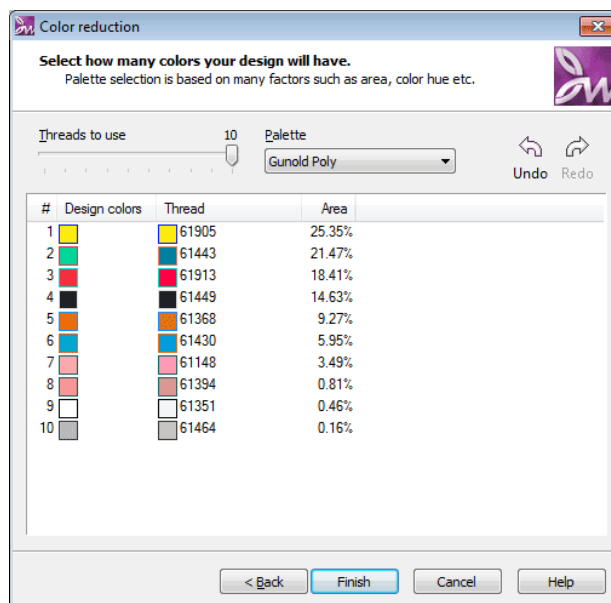 Color reduction
Select how many colors your design will have.
Palette selection is based on many factors such as area, color hue etc.
Threads to use 10 Palette
Gunold Poly
Undo Redo
# Design colors Thread Area
1 61905 25.35%
2 61443 21.47%
3 61913 18.41%
4 61449 14.63%
5 61368 9.27%
6 61430 5.95%
7 61148 3.49%
8 61394 0.81%
9 61351 0.46%
10 61464 0.16%
< Back Finish Cancel Help